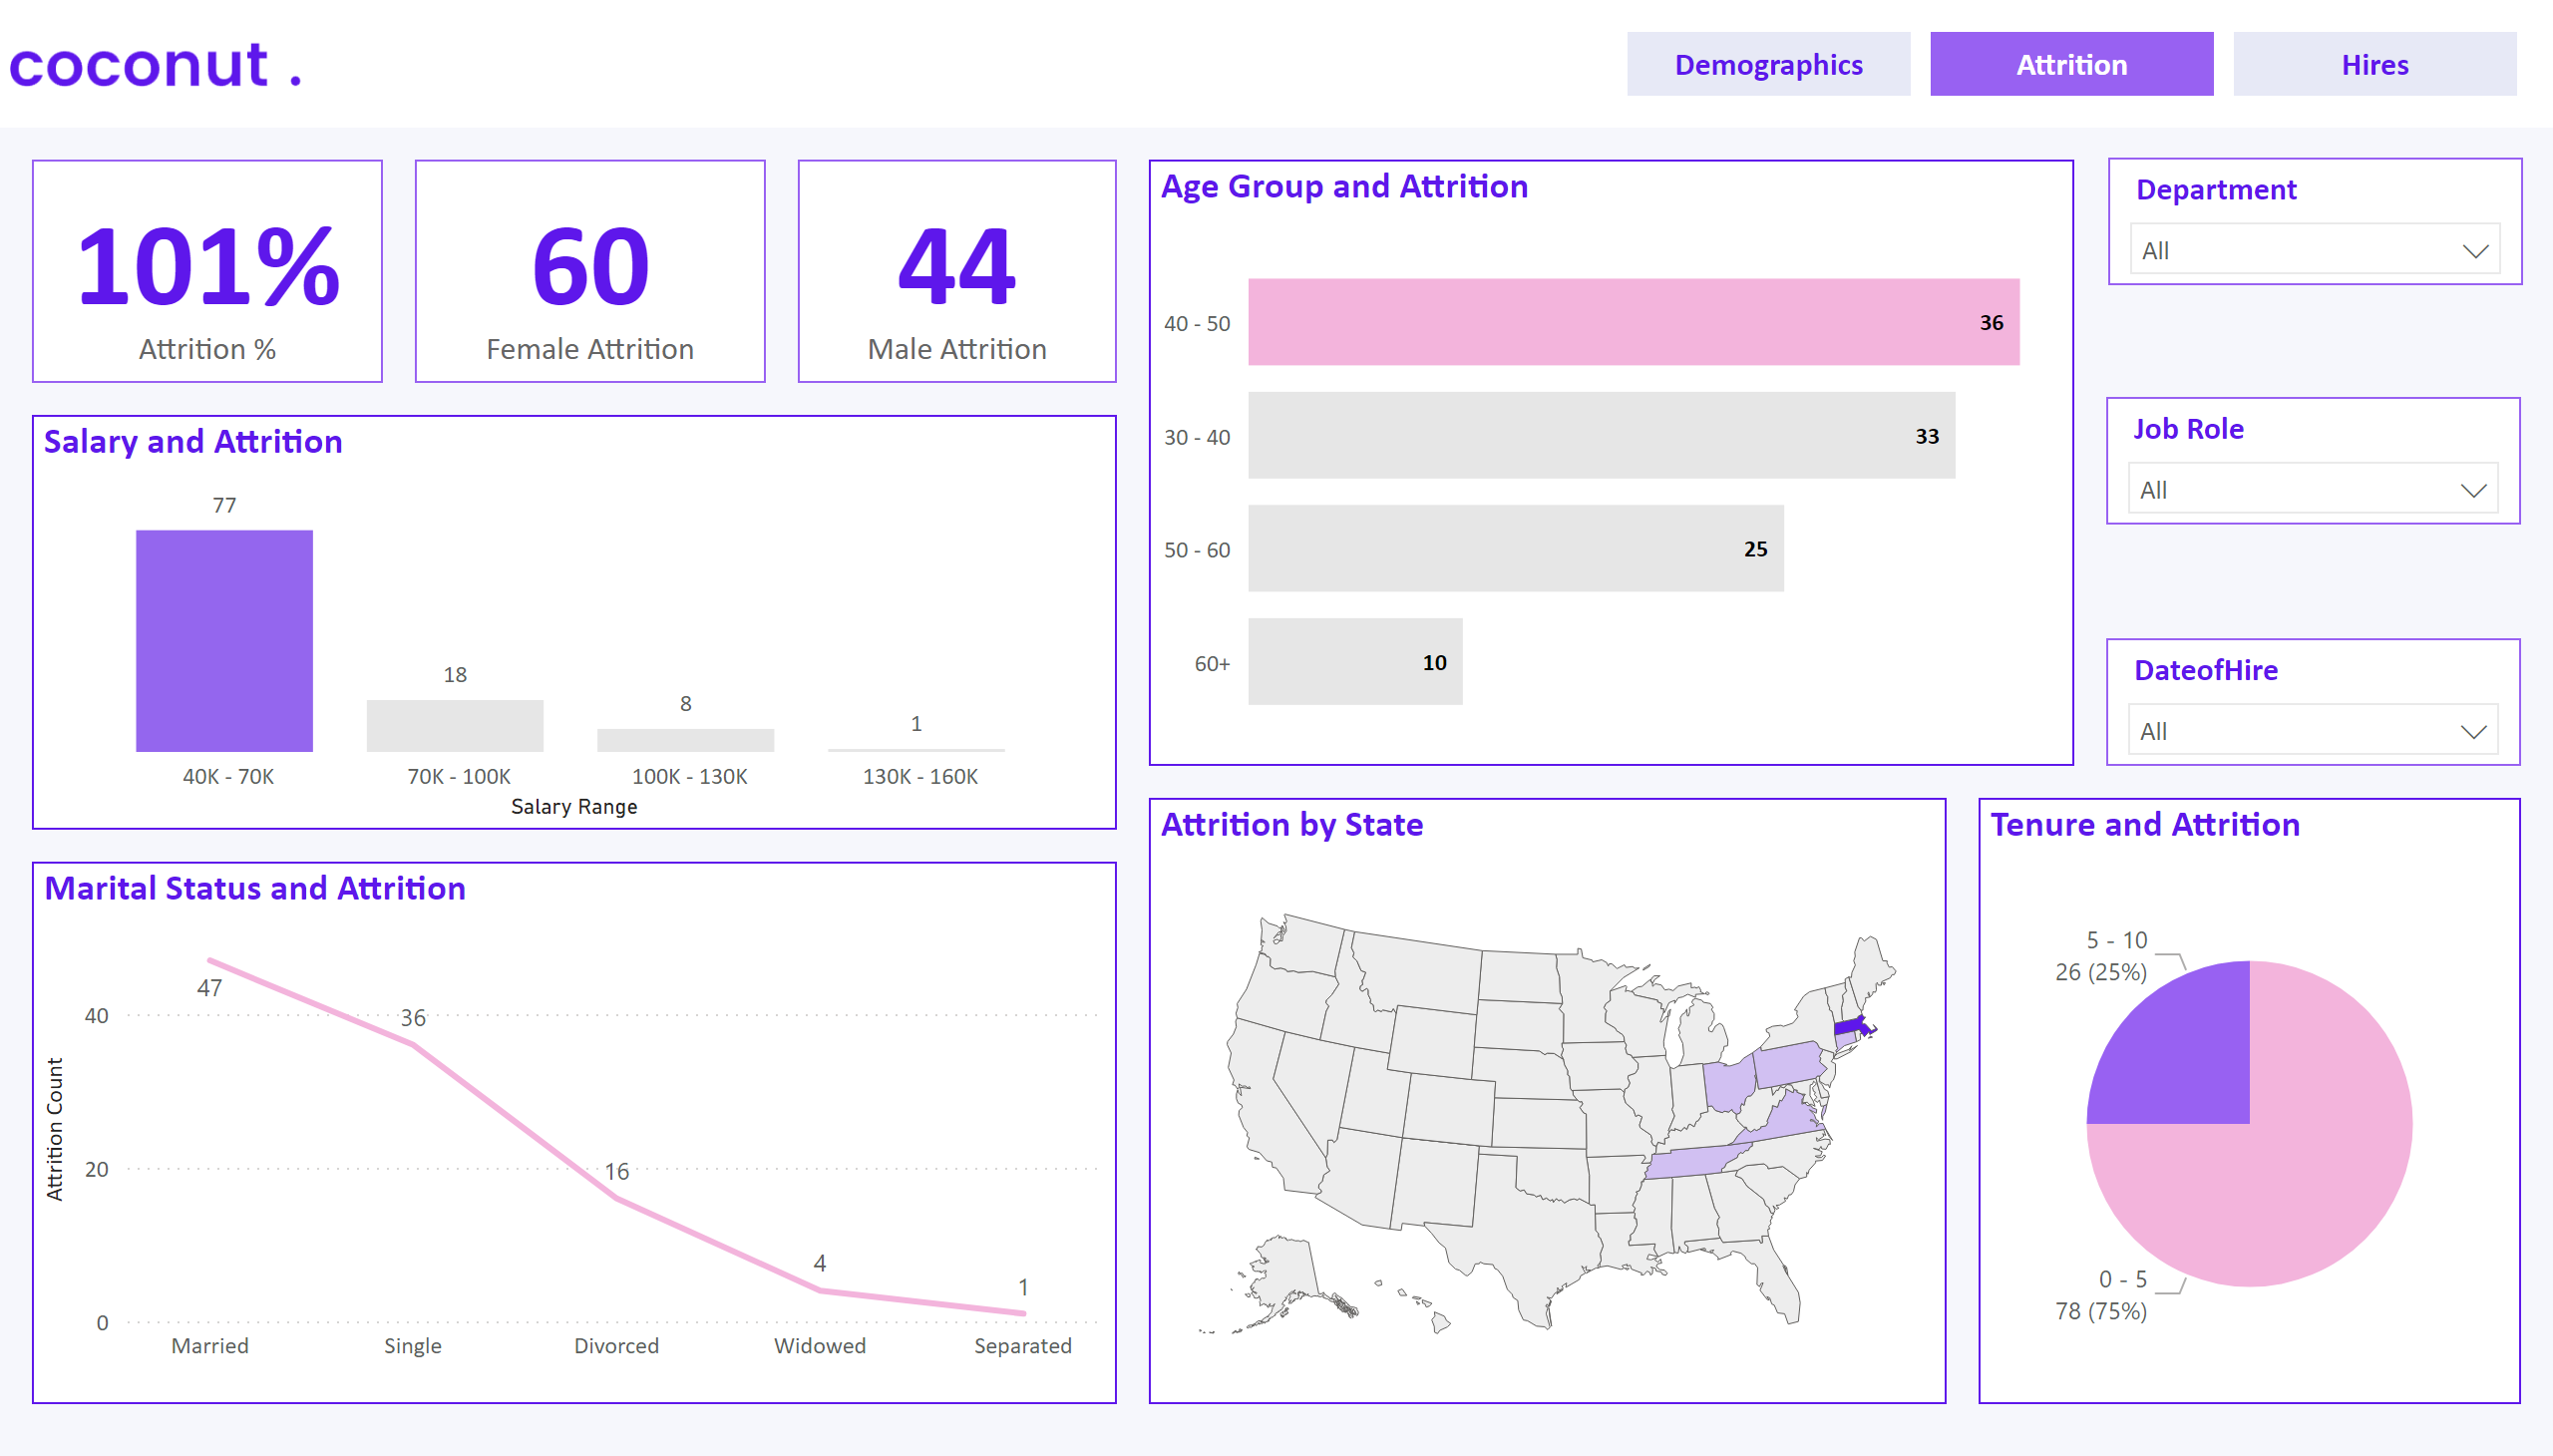 coconut .
Demographics
Attrition
Hires
101%
Attrition %
60
Female Attrition
44
Male Attrition
Age Group and Attrition
40 - 50
36
30 - 40
33
50 - 60
25
60+
10
Department
All
Job Role
All
DateofHire
All
Salary and Attrition
77
18
8
1
40K - 70K
70K - 100K
100K - 130K
130K - 160K
Salary Range
Marital Status and Attrition
Attrition Count
40
20
0
47
36
16
4
1
Married
Single
Divorced
Widowed
Separated
Attrition by State
Tenure and Attrition
5 - 10
26 (25%)
0 - 5
78 (75%)